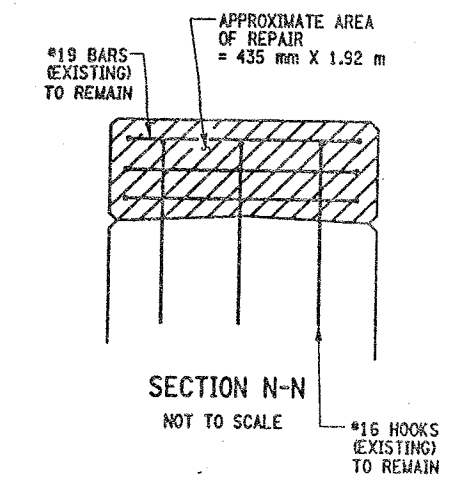 APPROXIMATE AREA
OF REPAIR
= 435 mm X 1.92 m
#19 BARS
(EXISTING)
TO REMAIN
SECTION N-N
NOT TO SCALE
#16 HOOKS
(EXISTING)
TO REMAIN